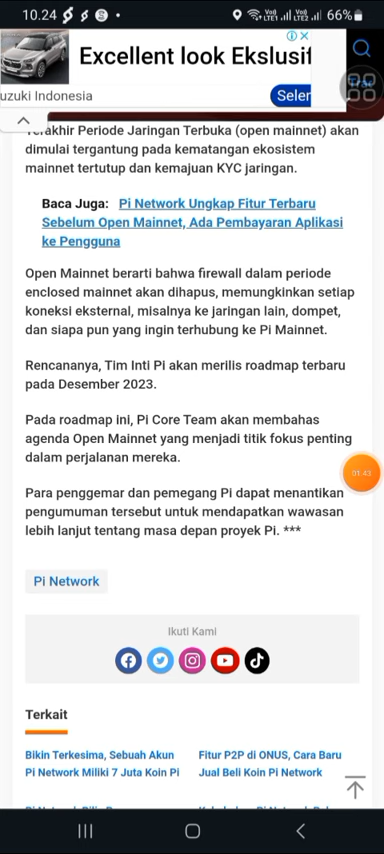 10.24
66%
Excellent look Eksklusif
uzuki Indonesia
Seler
Terakhir Periode Jaringan Terbuka (open mainnet) akan
dimulai tergantung pada kematangan ekosistem
mainnet tertutup dan kemajuan KYC jaringan.
Baca Juga: Pi Network Ungkap Fitur Terbaru
Sebelum Open Mainnet, Ada Pembayaran Aplikasi
ke Pengguna
Open Mainnet berarti bahwa firewall dalam periode
enclosed mainnet akan dihapus, memungkinkan setiap
koneksi eksternal, misalnya ke jaringan lain, dompet,
dan siapa pun yang ingin terhubung ke Pi Mainnet.
Rencananya, Tim Inti Pi akan merilis roadmap terbaru
pada Desember 2023.
Pada roadmap ini, Pi Core Team akan membahas
agenda Open Mainnet yang menjadi titik fokus penting
dalam perjalanan mereka.
01:43
Para penggemar dan pemegang Pi dapat menantikan
pengumuman tersebut untuk mendapatkan wawasan
lebih lanjut tentang masa depan proyek Pi. ***
Pi Network
Ikuti Kami
Terkait
Bikin Terkesima, Sebuah Akun
Pi Network Miliki 7 Juta Koin Pi
Fitur P2P di ONUS, Cara Baru
Jual Beli Koin Pi Network